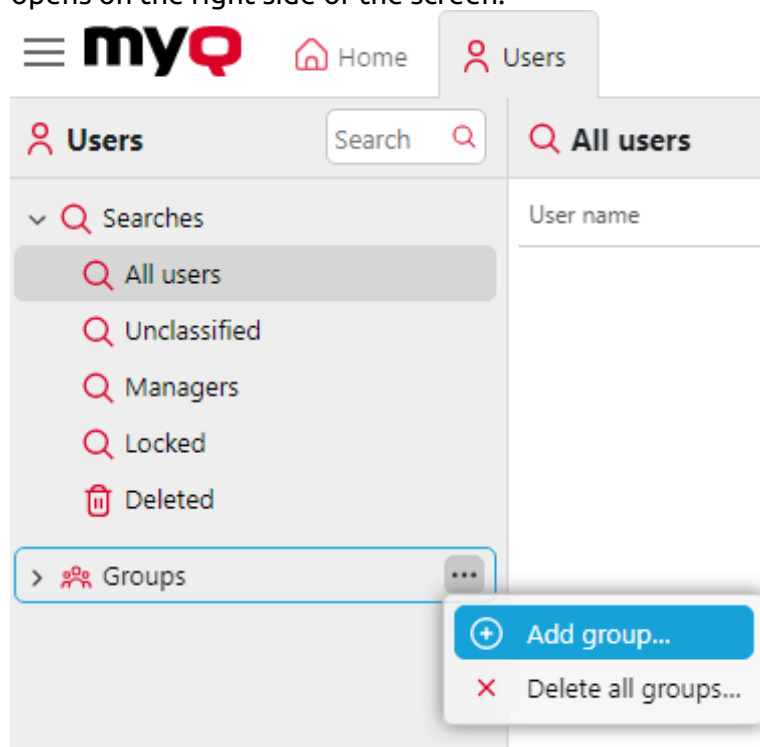 opens on the right side of the screen.
myQ Home Users
Users Search All users
Searches User name
All users
Unclassified
Managers
Locked
Deleted
Groups ...
Add group...
Delete all groups...